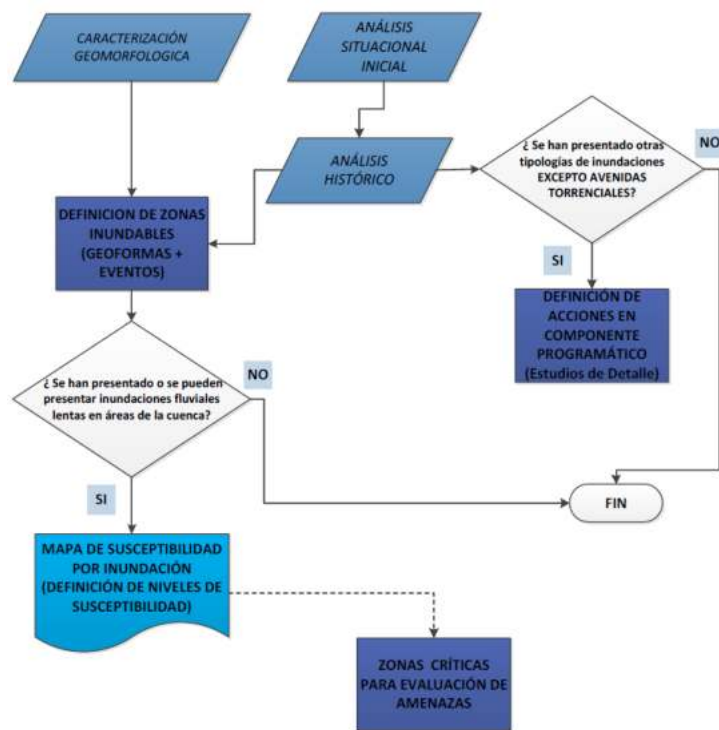 CARACTERIZACIÓN
GEOMORFOLOGICA
ANÁLISIS
SITUACIONAL
INICIAL
ANÁLISIS
HISTÓRICO
¿ Se han presentado otras
tipologías de inundaciones
EXCEPTO AVENIDAS
TORRENCIALES?
NO
DEFINICION DE ZONAS
INUNDABLES
(GEOFORMAS +
EVENTOS)
SI
DEFINICIÓN DE
ACCIONES EN
COMPONENTE
PROGRAMÁTICO
(Estudios de Detalle)
¿ Se han presentado o se pueden
presentar inundaciones fluviales
lentas en áreas de la cuenca?
NO
SI
FIN
MAPA DE SUSCEPTIBILIDAD
POR INUNDACIÓN
(DEFINICIÓN DE NIVELES DE
SUSCEPTIBILIDAD)
ZONAS CRÍTICAS
PARA EVALUACIÓN DE
AMENAZAS